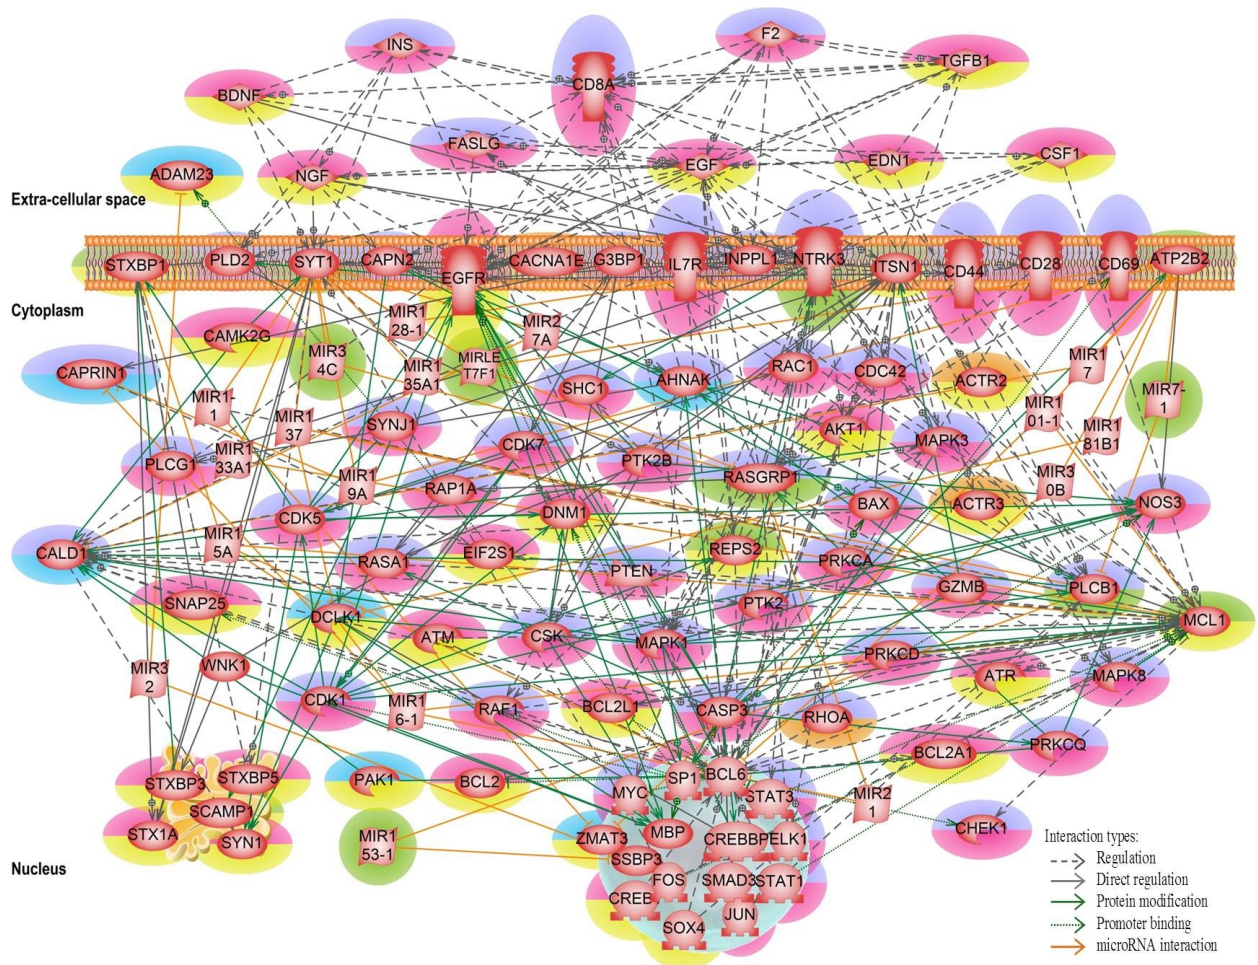 INS
F2
CD8A
TGFB1
BDNF
FASLG
EGF
EDN1
CSF1
ADAM23
NGF
Extra-cellular space
STXBP1
PLD2
SYT1
CAPN2
EGFR
CACNA1E
G3BP1
IL7R
INPPL1
NTRK3
ITSN1
CD44
CD28
CD69
ATP2B2
Cytoplasm
CAMK2G
MIR1
28-1
MIR2
7A
MIR3
4C
MIR1
35A1
MIRLE
T7F1
CAPRIN1
SHC1
AHNAK
RAC1
CDC42
ACTR2
MIR1
7
MIR7-
1
MIR1-
1
MIR1
37
SYNJ1
CDK7
AKT1
MAPK3
MIR1
01-1
MIR1
81B1
PLCG1
MIR1
33A1
MIR1
9A
RAP1A
PTK2B
RASGRP1
MIR3
0B
CDK5
DNM1
BAX
ACTR3
NOS3
CALD1
MIR1
5A
RASA1
EIF2S1
PTEN
REPS2
PRKCA
GZMB
PLCB1
SNAP25
DCLK1
ATM
CSK
MAPK1
PTK2
PRKCD
MCL1
MIR3
2
WNK1
CDK1
MIR1
6-1
RAF1
BCL2L1
CASP3
RHOA
ATR
MAPK8
BCL2A1
PRKCQ
STXBP3
STXBP5
PAK1
BCL2
SP1
BCL6
MYC
STAT3
MIR2
1
SCAMP1
STX1A
SYN1
MIR1
53-1
ZMAT3
MBP
CREBBP
ELK1
CHEK1
SSBP3
FOS
SMAD3
STAT1
CREB
JUN
SOX4
Nucleus
Interaction types:
Regulation
Direct regulation
Protein modification
Promoter binding
microRNA interaction